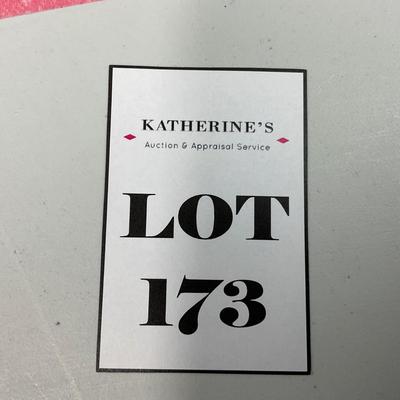 KATHERINE'S
Auction & Appraisal Service
LOT
173